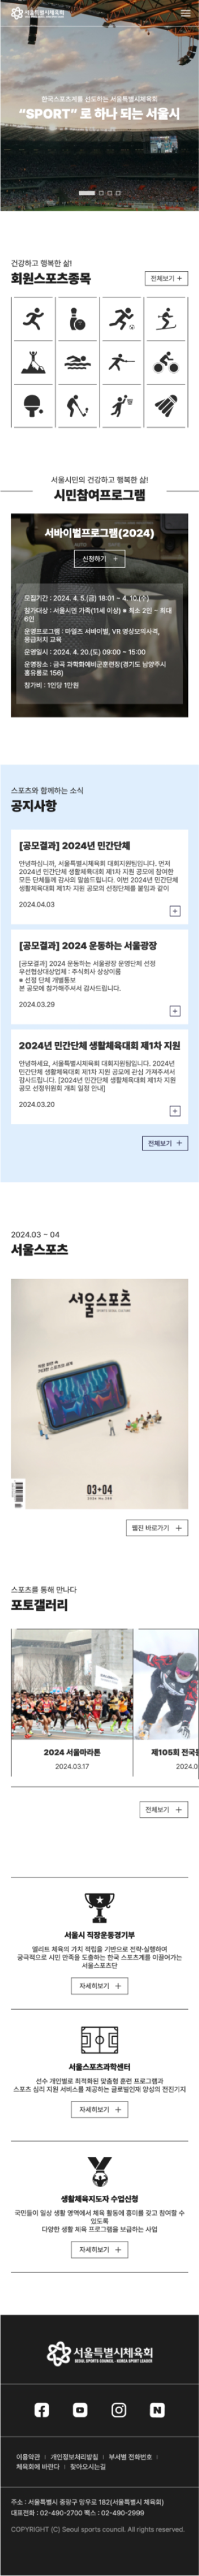 서울특별시체육회
한국스포츠계를 선도하는 서울특별시체육회
“SPORT” 로 하나 되는 서울시
건강하고 행복한 삶!
회원스포츠종목
전체보기 +
서울시민의 건강하고 행복한 삶!
시민참여프로그램
서바이벌프로그램(2024)
신청하기 +
모집기간 : 2024. 4. 5.(금) 18:01 ~ 4. 10.(수)
참가대상 : 서울시민 가족(11세 이상) * 최소 2인 ~ 최대
6인
운영프로그램 : 마일즈 서바이벌, VR 영상모의사격,
응급처치 교육
운영일시 : 2024. 4. 20.(토) 09:00 ~ 15:00
운영장소 : 금곡 과학화예비군훈련장(경기도 남양주시
홍유릉로 156)
참가비 : 1인당 1만원
스포츠와 함께하는 소식
공지사항
[공모결과] 2024년 민간단체
안녕하십니까, 서울특별시체육회 대회지원팀입니다. 먼저
2024년 민간단체 생활체육대회 제1차 지원 공모에 참여한
모든 단체들께 감사의 말씀드립니다. 이번 2024년 민간단체
생활체육대회 제1차 지원 공모의 선정단체를 붙임과 같이
2024.04.03
+
[공모결과] 2024 운동하는 서울광장
[공모결과] 2024 운동하는 서울광장 운영단체 선정
우선협상대상업체 : 주식회사 상상이룸
* 선정 단체 개별통보
본 공모에 참가해주셔서 감사드립니다.
2024.03.29
+
2024년 민간단체 생활체육대회 제1차 지원
안녕하세요, 서울특별시체육회 대회지원팀입니다. 2024년
민간단체 생활체육대회 제1차 지원 공모에 관심 가져주셔서
감사드립니다. [2024년 민간단체 생활체육대회 제1차 지원
공모 선정위원회 개최 일정 안내]
2024.03.20
+
전체보기 +
2024.03 ~ 04
서울스포츠
서울스포츠
03+04
웹진 바로가기 +
스포츠를 통해 만나다
포토갤러리
2024 서울마라톤
2024.03.17
제105회 전국
2024.0
전체보기 +
서울시 직장운동경기부
엘리트 체육의 가치 적립을 기반으로 전략·실행하여
궁극적으로 시민 만족을 도출하는 한국 스포츠계를 이끌어가는
서울스포츠단
자세히보기 +
서울스포츠과학센터
선수 개인별로 최적화된 맞춤형 훈련 프로그램과
스포츠 심리 지원 서비스를 제공하는 글로벌인재 양성의 전진기지
자세히보기 +
생활체육지도자 수업신청
국민들이 일상 생활 영역에서 체육 활동에 흥미를 갖고 참여할 수
있도록
다양한 생활 체육 프로그램을 보급하는 사업
자세히보기 +
서울특별시체육회
SEOUL SPORTS COUNCIL · KOREA SPORT LEADER
이용약관 | 개인정보처리방침 | 부서별 전화번호 |
체육회에 바란다 | 찾아오시는길
주소 : 서울특별시 중랑구 망우로 182(서울특별시 체육회)
대표전화 : 02-490-2700 팩스 : 02-490-2999
COPYRIGHT (C) Seoul sports council. All rights reserved.